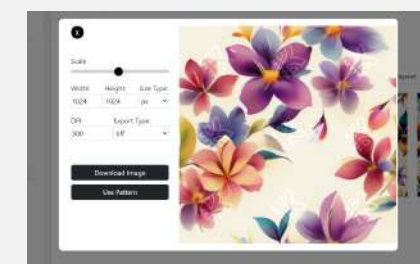 X
Scale
Width Height Size Type
1024 1024 px
DPI Export Type
300 tiff
Download Image
Use Pattern